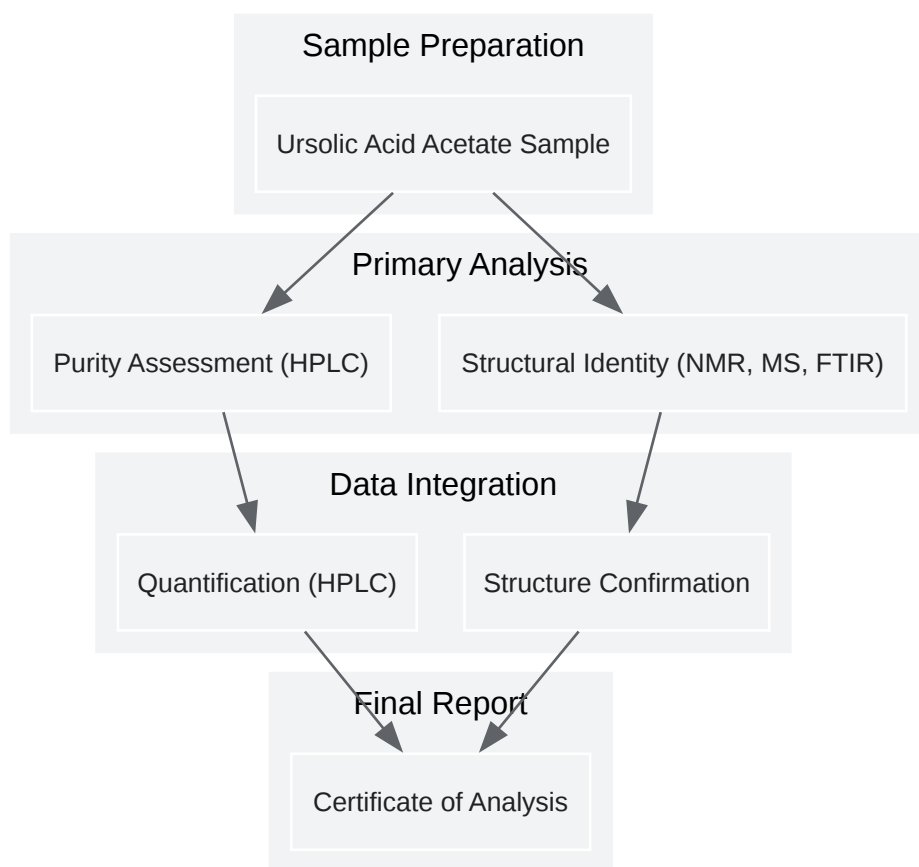 Sample Preparation
Ursolic Acid Acetate Sample
Primary Analysis
Purity Assessment (HPLC)
Structural Identity (NMR, MS, FTIR)
Data Integration
Quantification (HPLC)
Structure Confirmation
Final Report
Certificate of Analysis